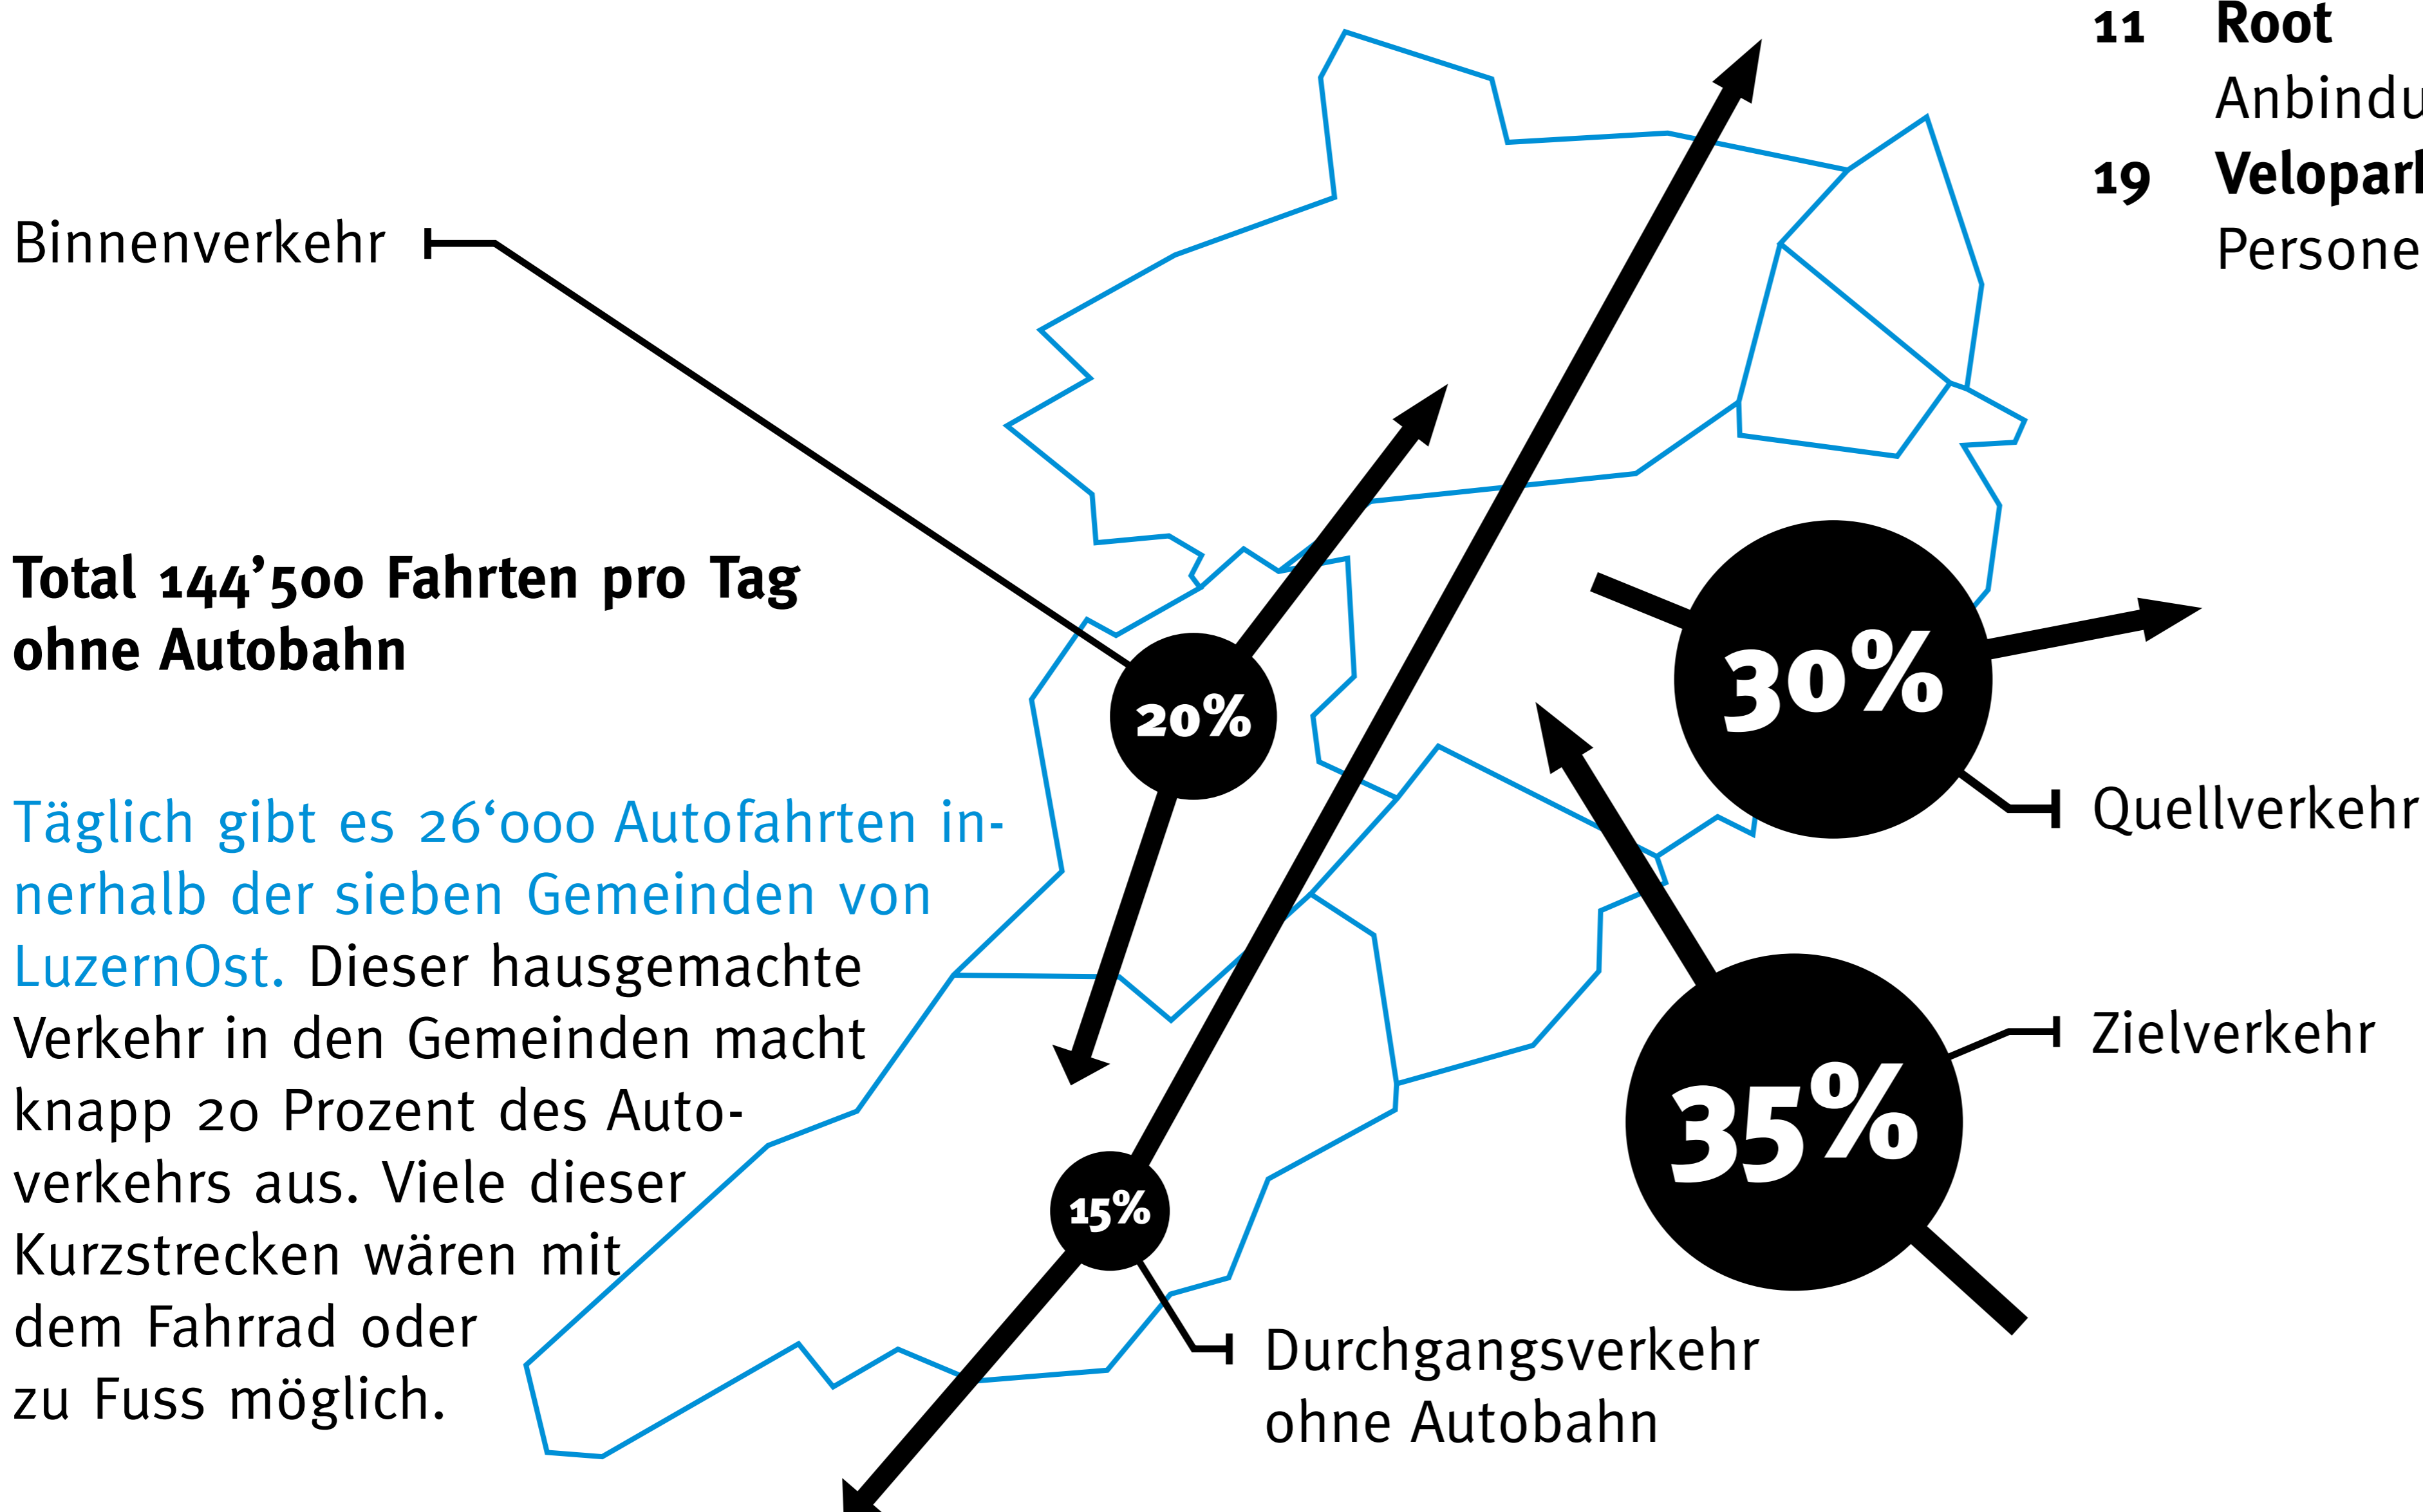 11 Root
Anbindu
19 Velopark
Persone
Binnenverkehr
Total 144’500 Fahrten pro Tag
ohne Autobahn
Täglich gibt es 26‘000 Autofahrten in-
nerhalb der sieben Gemeinden von
LuzernOst. Dieser hausgemachte
Verkehr in den Gemeinden macht
knapp 20 Prozent des Auto-
verkehrs aus. Viele dieser
Kurzstrecken wären mit
dem Fahrrad oder
zu Fuss möglich.
20%
30%
Quellverkehr
35%
Zielverkehr
15%
Durchgangsverkehr
ohne Autobahn